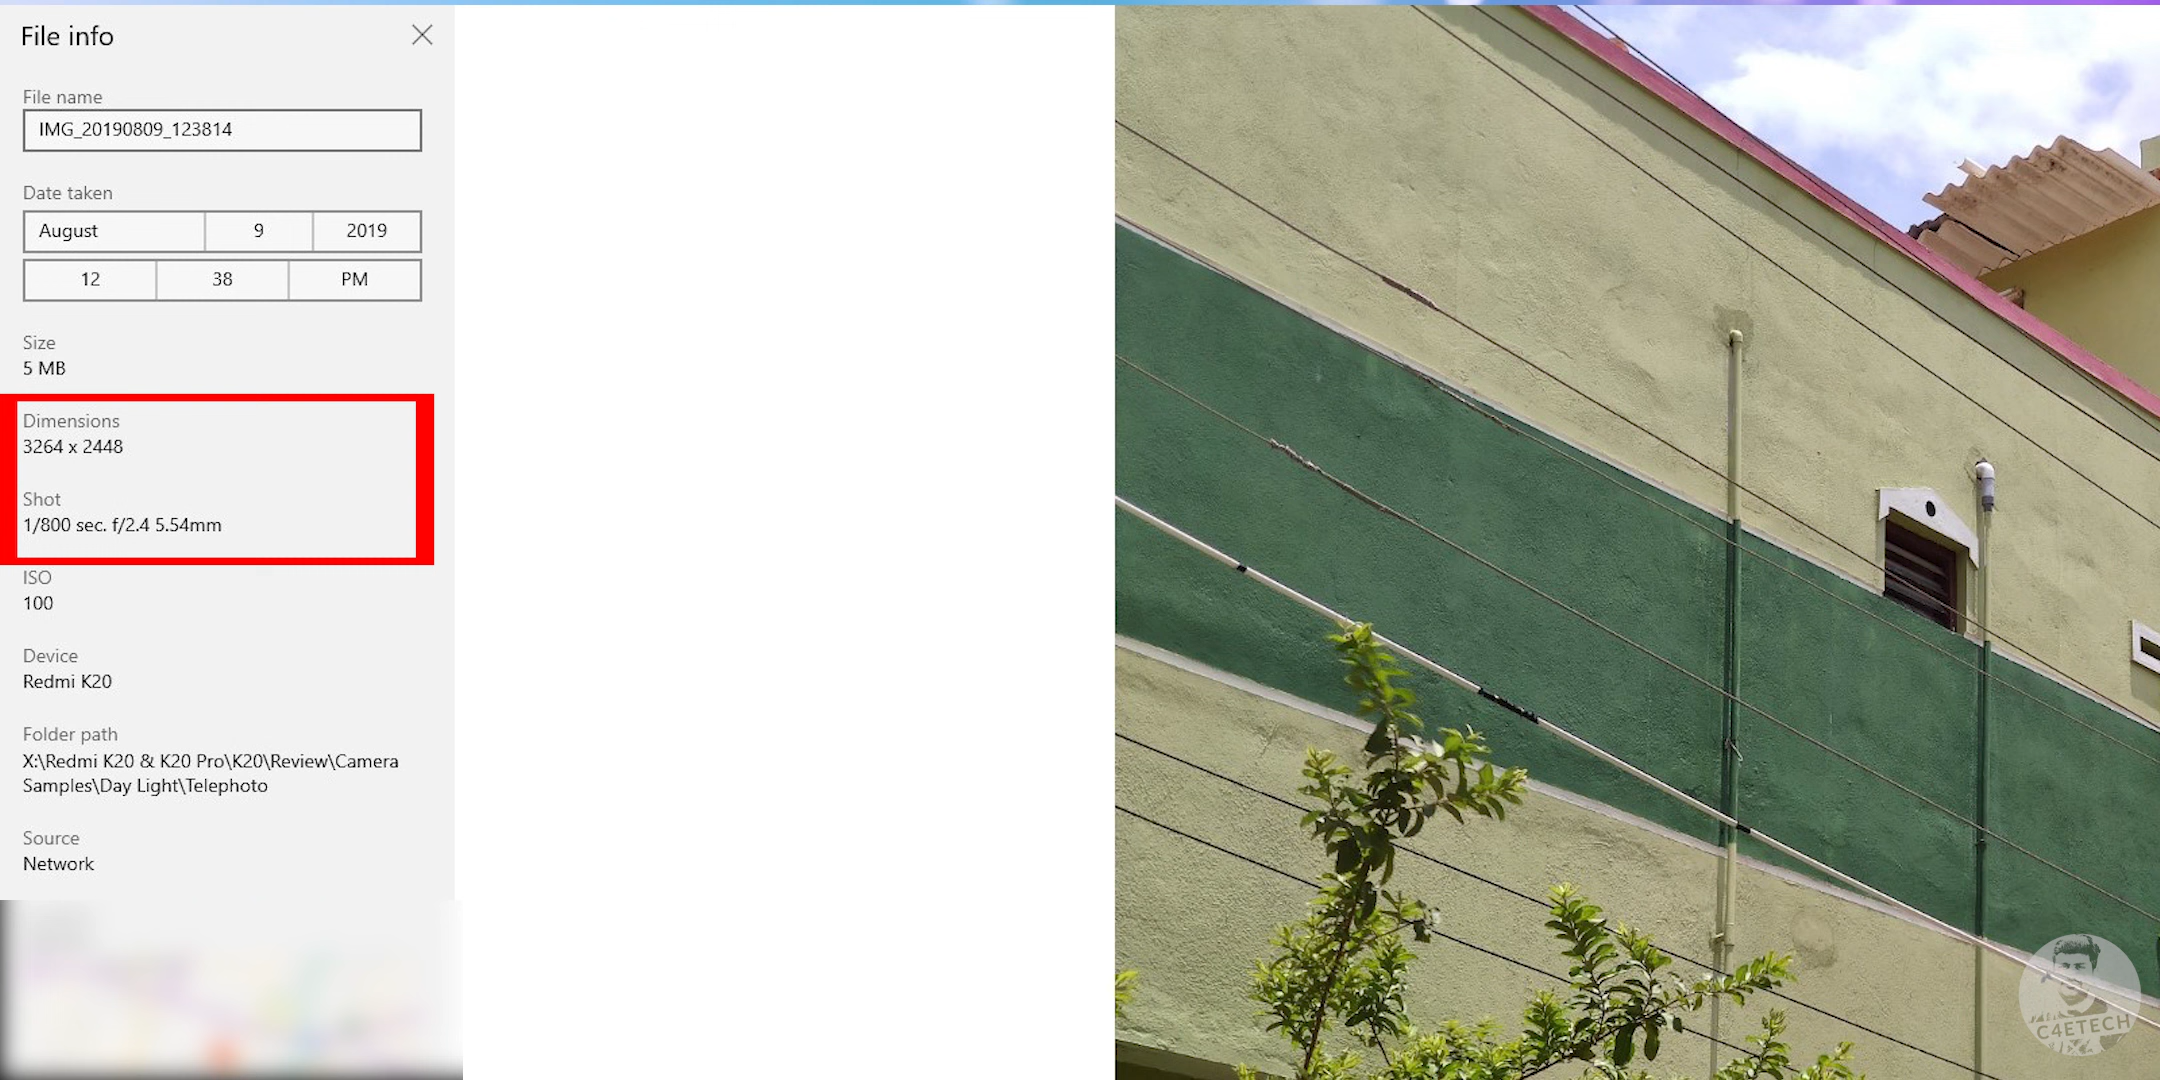 File info
File name
IMG_20190809_123814
Date taken
August 9 2019
12 38 PM
Size
5 MB
Dimensions
3264 x 2448
Shot
1/800 sec. f/2.4 5.54mm
ISO
100
Device
Redmi K20
Folder path
X:\Redmi K20 & K20 Pro\K20\Review\Camera
Samples\Day Light\Telephoto
Source
Network
C4ETECH